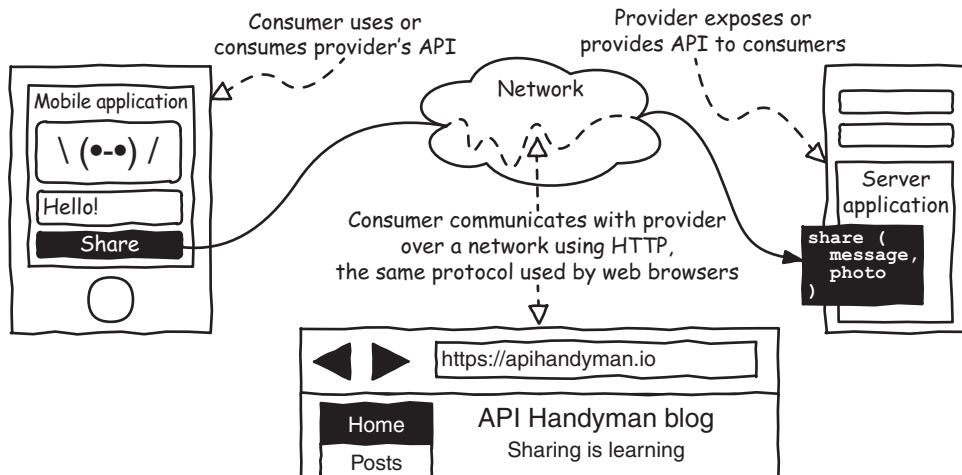 Consumer uses or
consumes provider's API
Provider exposes or
provides API to consumers
Mobile application
\ (•-•) /
Hello!
Share
Network
Server
application
share (
message,
photo
)
Consumer communicates with provider
over a network using HTTP,
the same protocol used by web browsers
https://apihandyman.io
Home
Posts
API Handyman blog
Sharing is learning